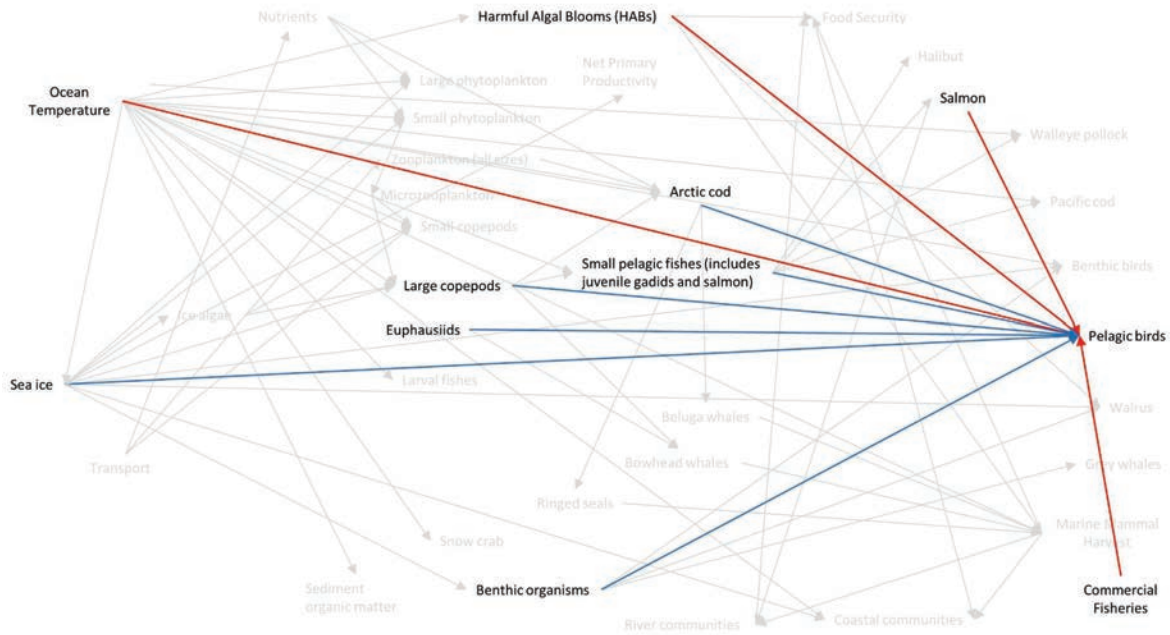 Nutrients
Harmful Algal Blooms (HABs)
Food Security
Halibut
Net Primary
Productivity
Large phytoplankton
Ocean
Temperature
Salmon
Small phytoplankton
Walleye pollock
Zooplankton (all sizes)
Arctic cod
Microzooplankton
Pacific cod
Small copepods
Small pelagic fishes (includes
juvenile gadids and salmon)
Benthic birds
Large copepods
Ice algae
Euphausiids
Pelagic birds
Sea ice
Larval fishes
Beluga whales
Walrus
Transport
Bowhead whales
Grey whales
Ringed seals
Marine Mammal
Harvest
Snow crab
Sediment
organic matter
Benthic organisms
Commercial
Fisheries
River communities
Coastal communities